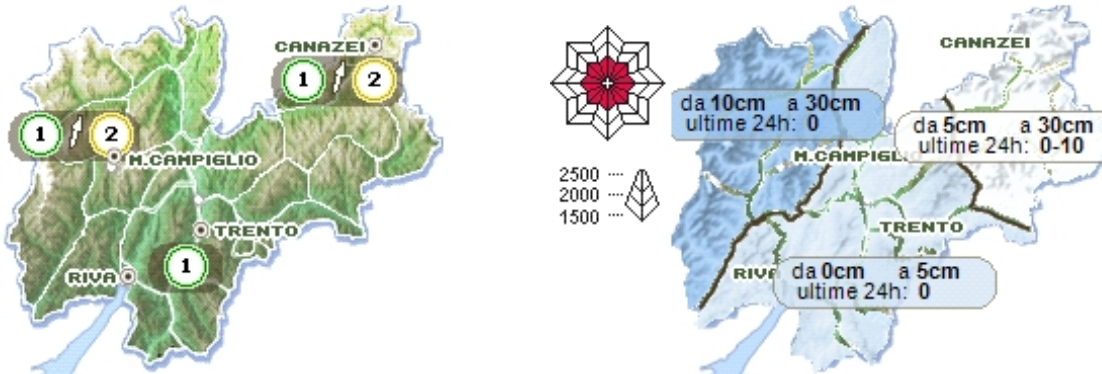 CANAZEI
1 2
1 2
M.CAMPIGLIO
TRENTO
1
RIVA
CANAZEI
da 10cm a 30cm
ultime 24h: 0
da 5cm a 30cm
ultime 24h: 0-10
M.CAMPIGLIO
2500
2000
1500
TRENTO
RIVA
da 0cm a 5cm
ultime 24h: 0